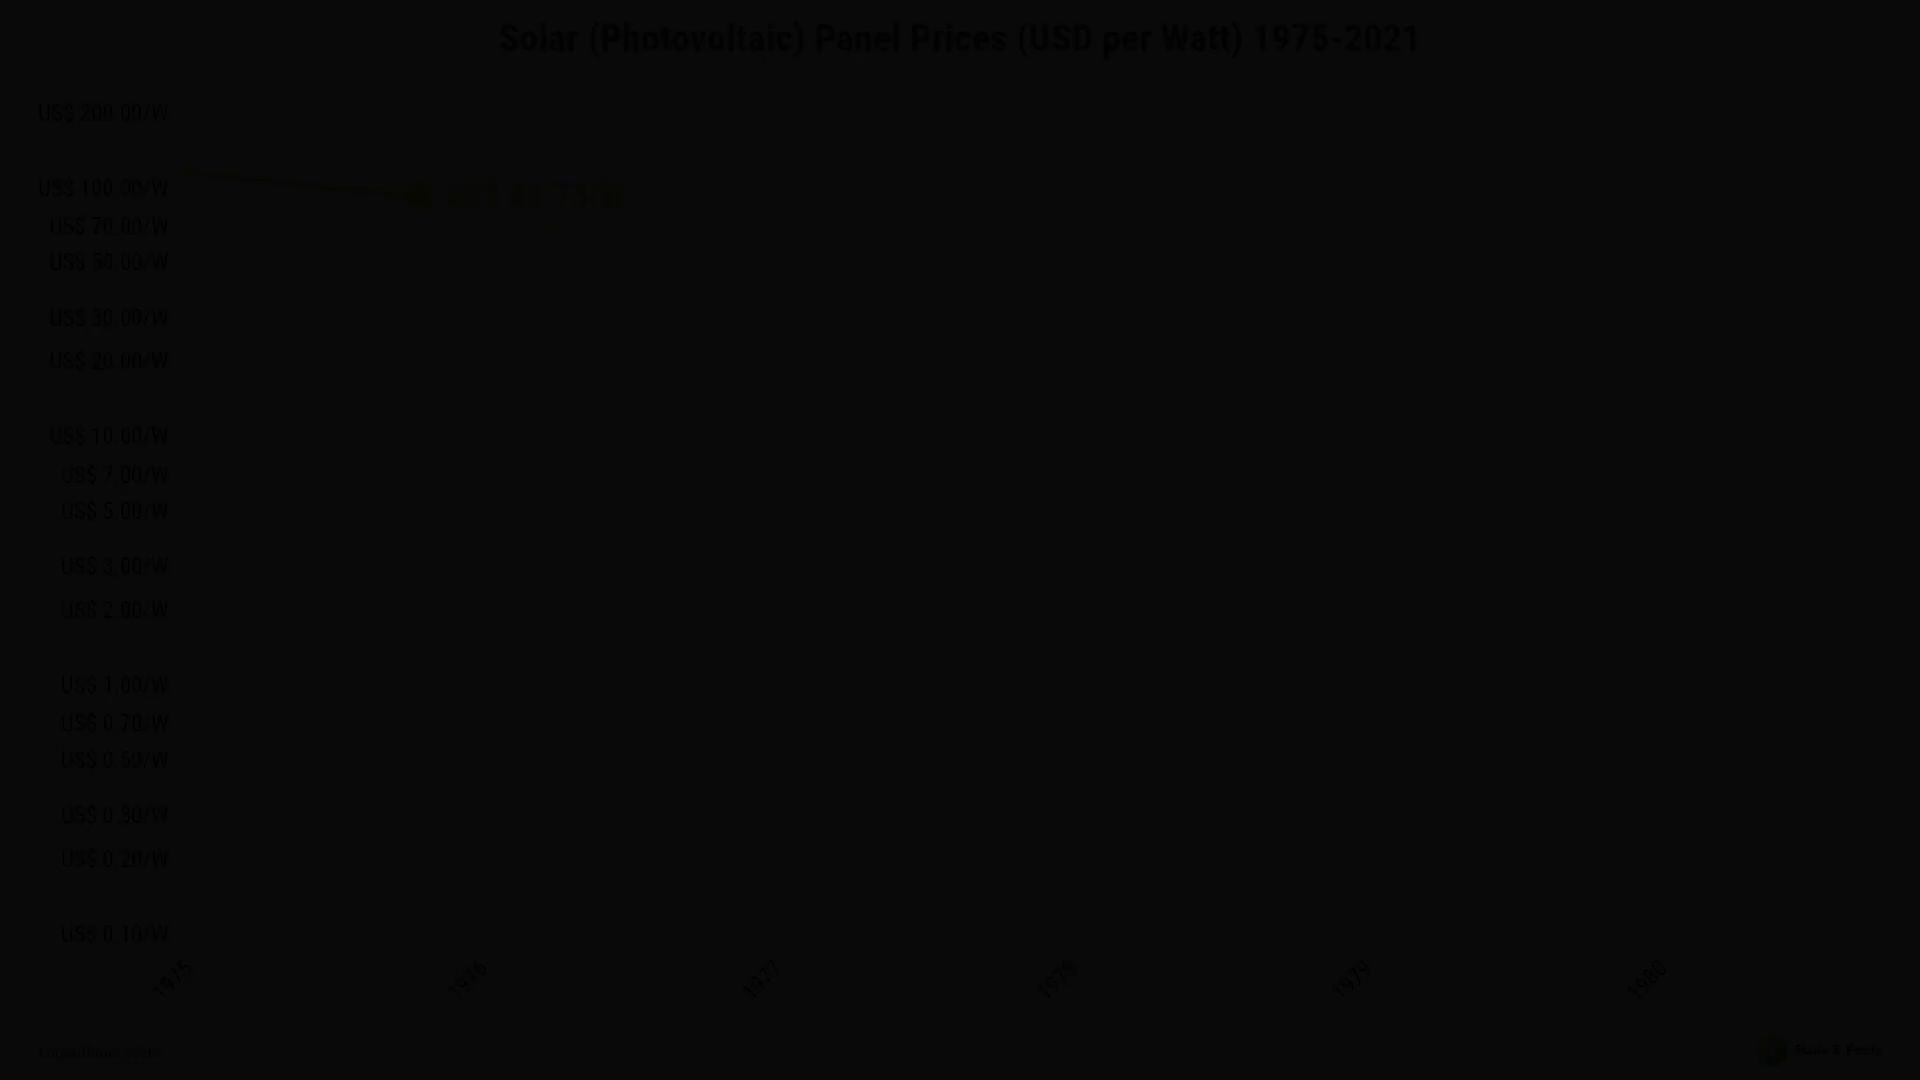 Solar (Photovoltaic) Panel Prices (USD per Watt) 1975-2021
US$ 200.00/W
US$ 100.00/W
US$ 70.00/W
US$ 50.00/W
US$ 30.00/W
US$ 20.00/W
US$ 10.00/W
US$ 7.00/W
US$ 5.00/W
US$ 3.00/W
US$ 2.00/W
US$ 1.00/W
US$ 0.70/W
US$ 0.50/W
US$ 0.30/W
US$ 0.20/W
US$ 0.10/W
1975
1976
1977
1978
1979
1980